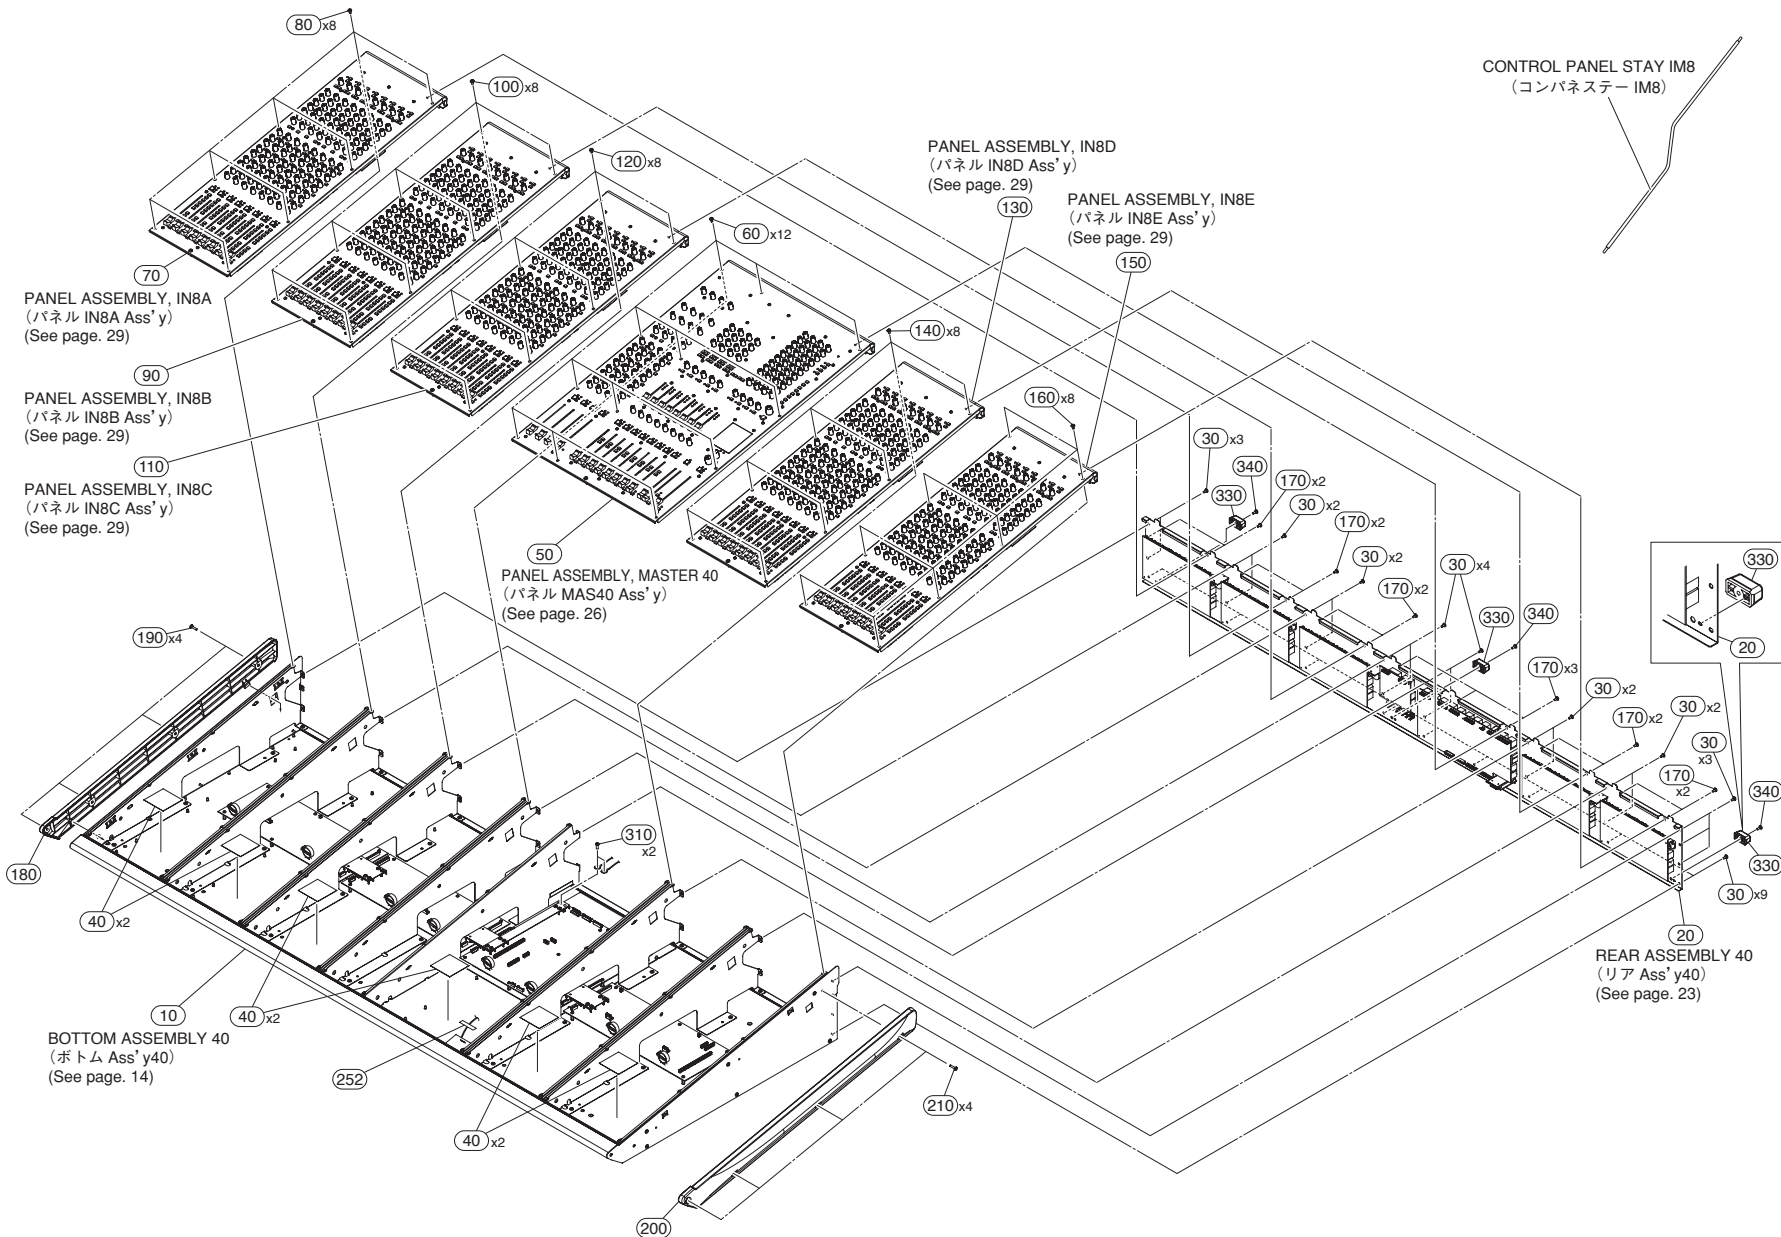 80 x8
CONTROL PANEL STAY IM8
(コンパネステー IM8)
100 x8
PANEL ASSEMBLY, IN8D
(パネル IN8D Ass'y)
(See page. 29)
130
120 x8
PANEL ASSEMBLY, IN8E
(パネル IN8E Ass'y)
(See page. 29)
150
60 x12
70
PANEL ASSEMBLY, IN8A
(パネル IN8A Ass'y)
(See page. 29)
140 x8
90
PANEL ASSEMBLY, IN8B
(パネル IN8B Ass'y)
(See page. 29)
160 x8
110
PANEL ASSEMBLY, IN8C
(パネル IN8C Ass'y)
(See page. 29)
30 x3
340
330
170 x2
30 x2
170 x2
30 x2
170 x2
30 x4
330
340
50
PANEL ASSEMBLY, MASTER 40
(パネル MAS40 Ass'y)
(See page. 26)
330
20
170 x3
30 x2
170 x2
30 x2
30
x3
170
x2
340
330
30 x9
190 x4
180
310
x2
40 x2
20
REAR ASSEMBLY 40
(リア Ass'y40)
(See page. 23)
10
BOTTOM ASSEMBLY 40
(ボトム Ass'y40)
(See page. 14)
40 x2
252
40 x2
210 x4
200